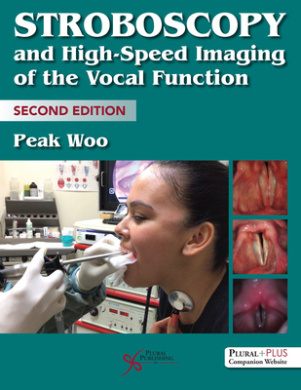 STROBOSCOPY
and High-Speed Imaging
of the Vocal Function
SECOND EDITION
Peak Woo
PLURAL PUBLISHING
PLURAL+PLUS
Companion Website